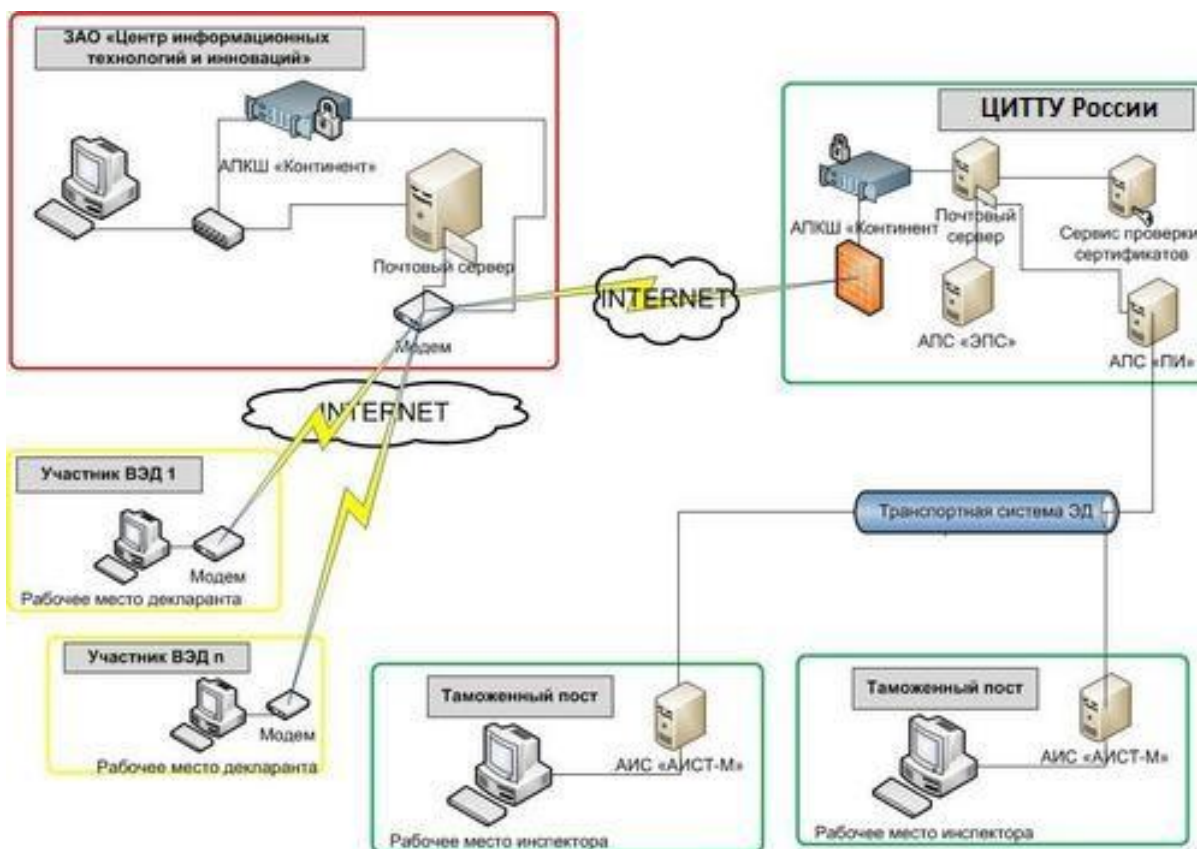 ЗАО «Центр информационных
технологий и инноваций»
АПКШ «Континент»
Почтовый сервер
Модем
INTERNET
ЦИТТУ России
АПКШ «Континент
Почтовый
сервер
Сервис проверки
сертификатов
АПС «ЭПС»
АПС «ПИ»
INTERNET
Участник ВЭД 1
Модем
Рабочее место декларанта
Участник ВЭД n
Модем
Рабочее место декларанта
Транспортная система ЭД
Таможенный пост
АИС «АИСТ-М»
Рабочее место инспектора
Таможенный пост
АИС «АИСТ-М»
Рабочее место инспектора